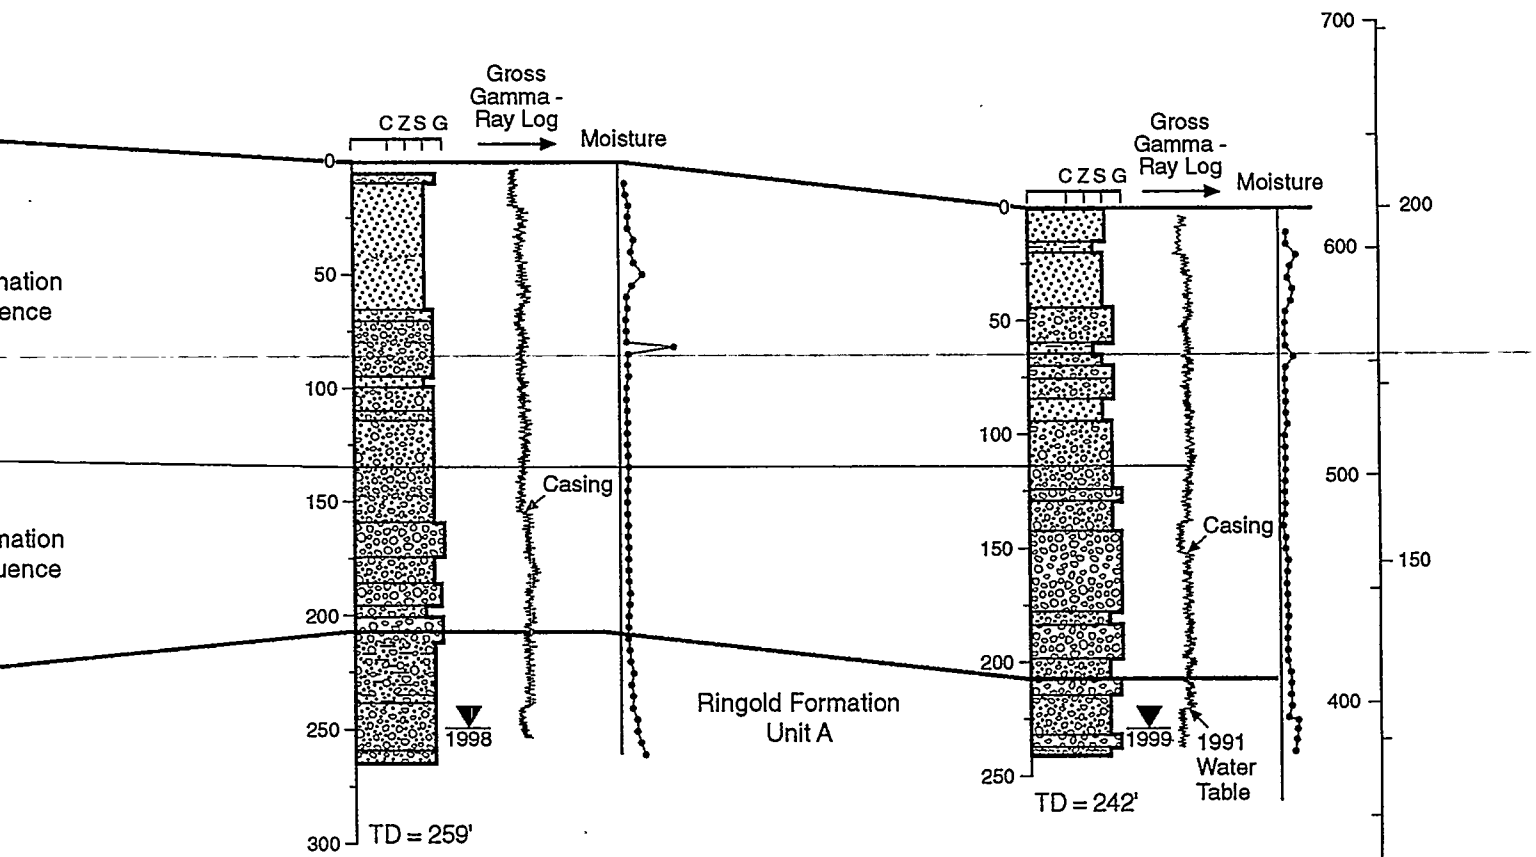 700
Gross
Gamma -
Ray Log
C Z S G
Moisture
0
50
100
150
200
250
300
Casing
1998
TD = 259'
nation
ence
mation
uence
Ringold Formation
Unit A
Gross
Gamma -
Ray Log
C Z S G
Moisture
0
50
100
150
200
250
Casing
1999
1991
Water
Table
TD = 242'
200
600
500
150
400